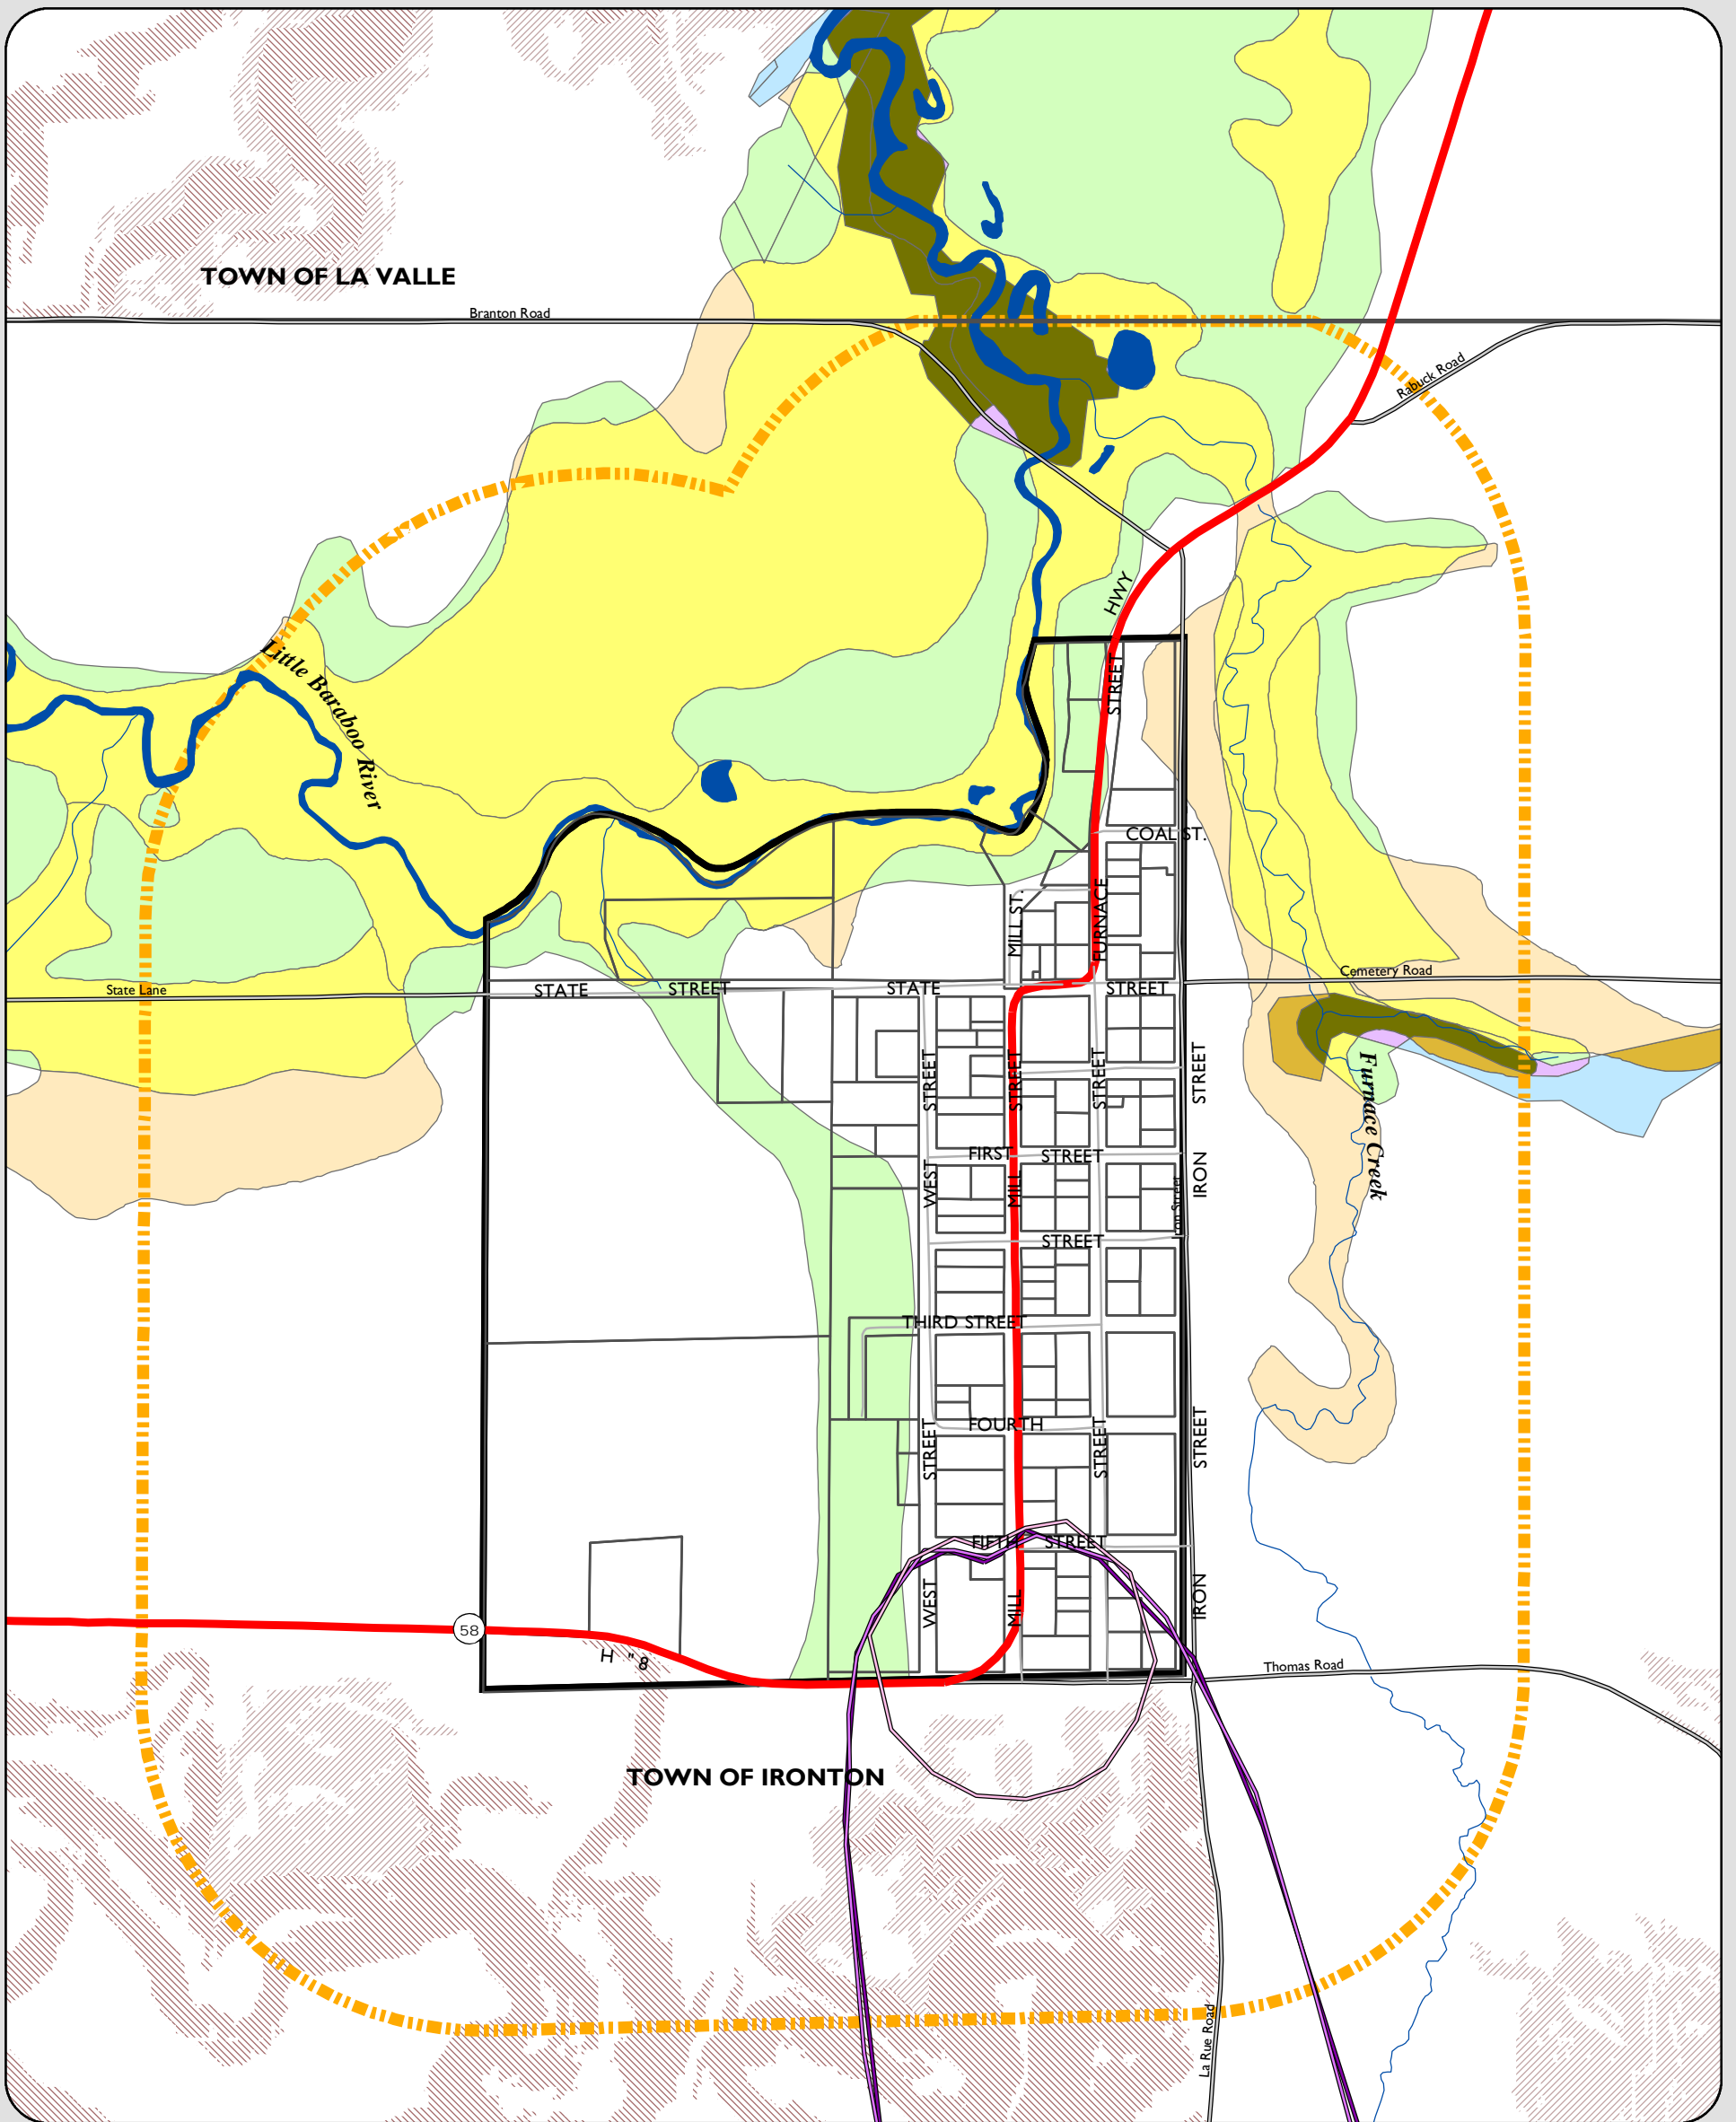 TOWN OF LA VALLE
Branton Road
Rabuck Road
HWY
STREET
Little Baraboo
River
COAL ST.
MILL ST.
FURNACE
Cemetery Road
State Lane
STATE
STREET
STATE
STREET
STREET
STREET
STREET
STREET
Furnace Creek
FIRST
STREET
WEST
MILL
IRON
Iron Street
STREET
THIRD STREET
FOURTH
STREET
STREET
STREET
FIFTH
STREET
WEST
MILL
IRON
58
H " 8
Thomas Road
TOWN OF IRONTON
La Rue Road